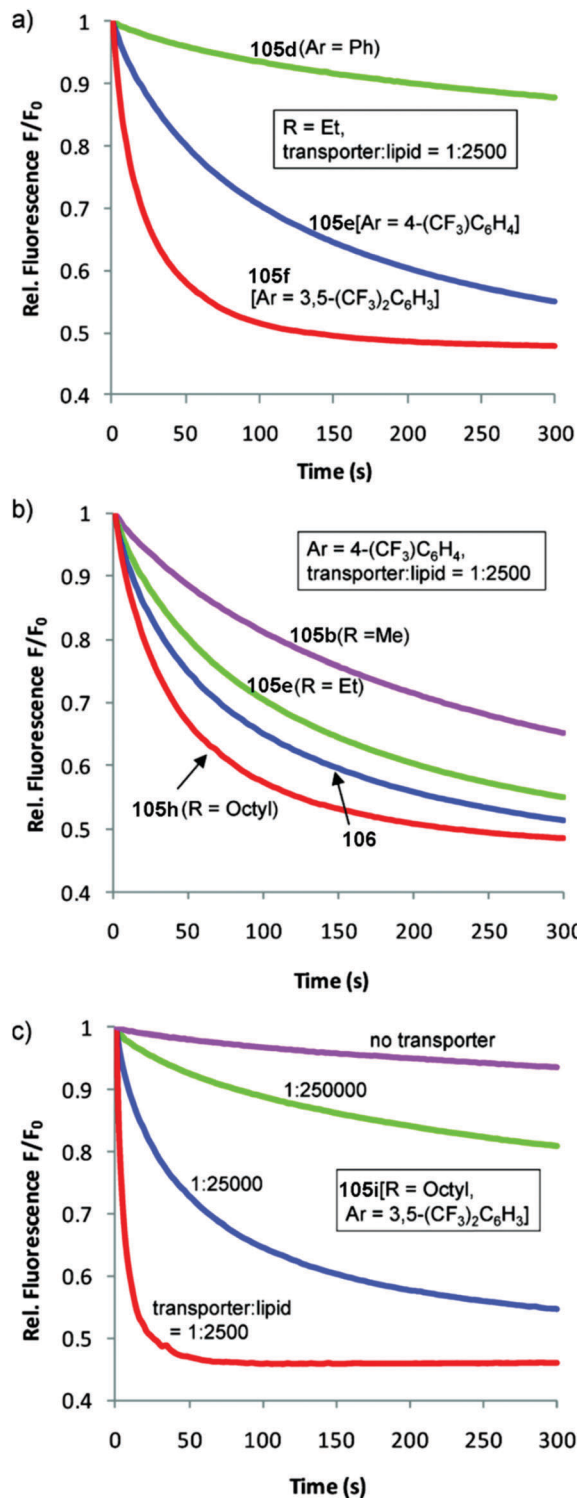 a)
1
0.9
0.8
0.7
0.6
0.5
0.4
Rel. Fluorescence F/F₀
105d (Ar = Ph)
R = Et,
transporter:lipid = 1:2500
105e[Ar = 4-(CF₃)C₆H₄]
105f
[Ar = 3,5-(CF₃)₂C₆H₃]
0 50 100 150 200 250 300
Time (s)
b)
1
0.9
0.8
0.7
0.6
0.5
0.4
Rel. Fluorescence F/F₀
Ar = 4-(CF₃)C₆H₄,
transporter:lipid = 1:2500
105b(R =Me)
105e(R = Et)
105h (R = Octyl)
106
0 50 100 150 200 250 300
Time (s)
c)
1
0.9
0.8
0.7
0.6
0.5
0.4
Rel. Fluorescence F/F₀
no transporter
1:250000
1:25000
105i[R = Octyl,
Ar = 3,5-(CF₃)₂C₆H₃]
transporter:lipid
= 1:2500
0 50 100 150 200 250 300
Time (s)